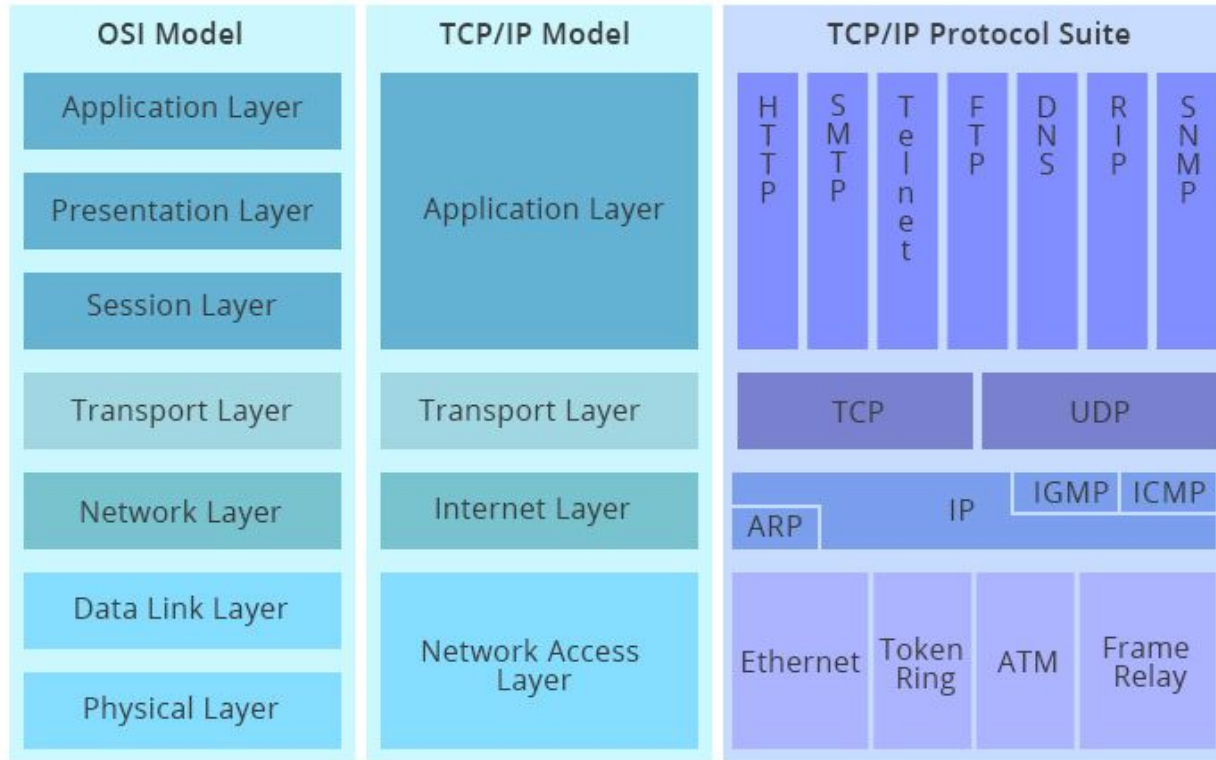 OSI Model
Application Layer
Presentation Layer
Session Layer
Transport Layer
Network Layer
Data Link Layer
Physical Layer
TCP/IP Model
Application Layer
Transport Layer
Internet Layer
Network Access
Layer
TCP/IP Protocol Suite
HTTP
SMTP
Telnet
FTP
DNS
RIP
SNMP
TCP
UDP
ARP
IP
IGMP
ICMP
Ethernet
Token
Ring
ATM
Frame
Relay